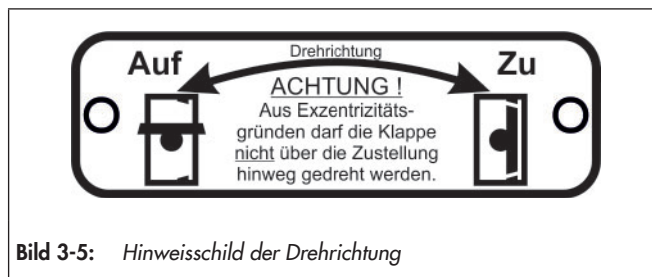 Auf
Drehrichtung
Zu
ACHTUNG !
Aus Exzentrizitäts-
gründen darf die Klappe
nicht über die Zustellung
hinweg gedreht werden.
Bild 3-5: Hinweisschild der Drehrichtung